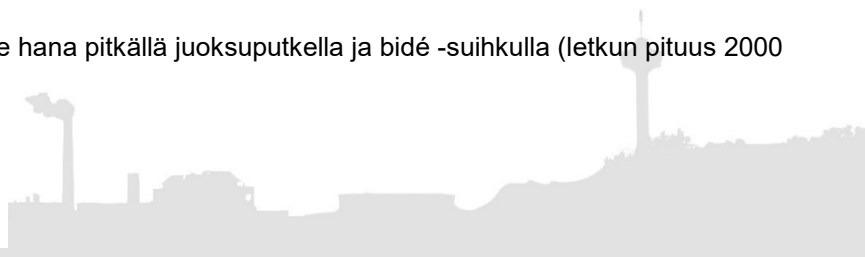 e hana pitkällä juoksuputkella ja bidé -suihkulla (letkun pituus 2000